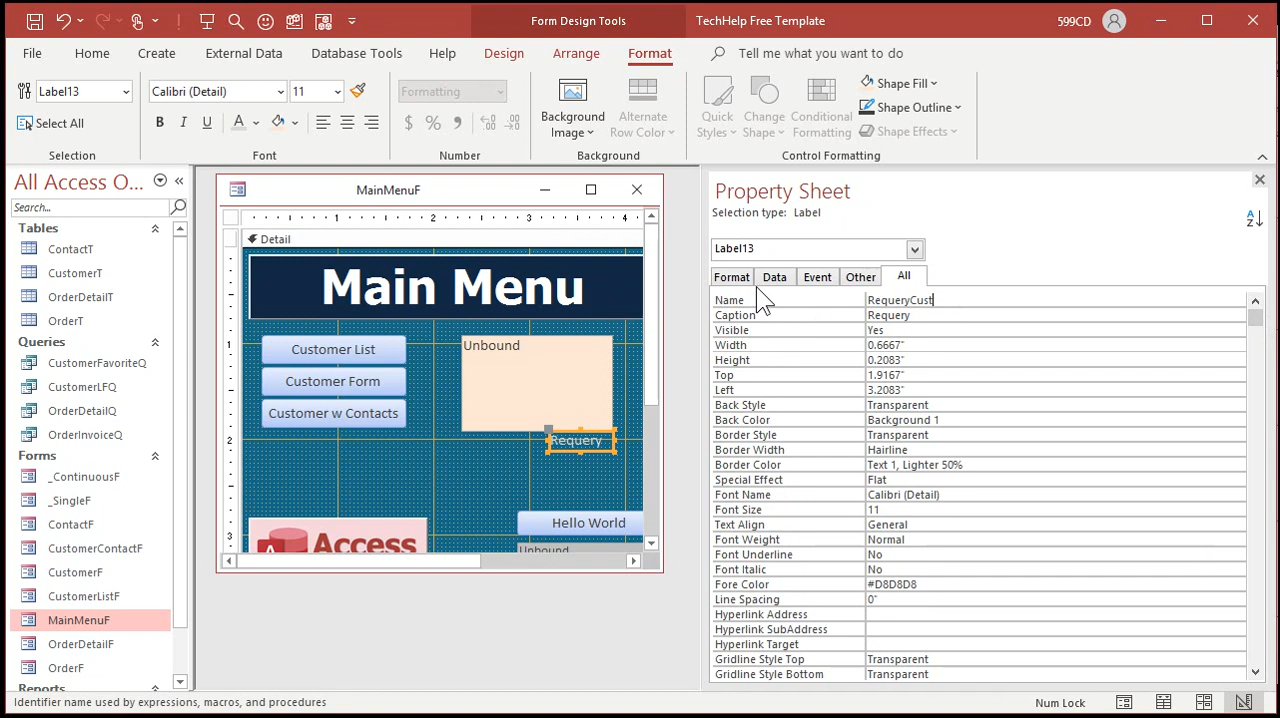 Form Design Tools
TechHelp Free Template
599CD
File
Home
Create
External Data
Database Tools
Help
Design
Arrange
Format
Tell me what you want to do
Label13
Select All
Selection
Calibri (Detail)
11
B I U A
Font
Formatting
$ % 9
Number
Background Image
Alternate Row Color
Background
Quick Styles
Change Shape
Conditional Formatting
Shape Fill
Shape Outline
Shape Effects
Control Formatting
All Access O...
Search...
Tables
ContactT
CustomerT
OrderDetailT
OrderT
Queries
CustomerFavoriteQ
CustomerLFQ
OrderDetailQ
OrderInvoiceQ
Forms
_ContinuousF
_SingleF
ContactF
CustomerContactF
CustomerF
CustomerListF
MainMenuF
OrderDetailF
OrderF
Reports
MainMenuF
1 2 3 4
Detail
Main Menu
1
Customer List
Unbound
Customer Form
Customer w Contacts
2
Requery
3
Hello World
Access
Unbound
Property Sheet
Selection type: Label
Label13
Format
Data
Event
Other
All
Name RequeryCust
Caption Requery
Visible Yes
Width 0.6667"
Height 0.2083"
Top 1.9167"
Left 3.2083"
Back Style Transparent
Back Color Background 1
Border Style Transparent
Border Width Hairline
Border Color Text 1, Lighter 50%
Special Effect Flat
Font Name Calibri (Detail)
Font Size 11
Text Align General
Font Weight Normal
Font Underline No
Font Italic No
Fore Color #D8D8D8
Line Spacing 0"
Hyperlink Address
Hyperlink SubAddress
Hyperlink Target
Gridline Style Top Transparent
Gridline Style Bottom Transparent
Identifier name used by expressions, macros, and procedures
Num Lock